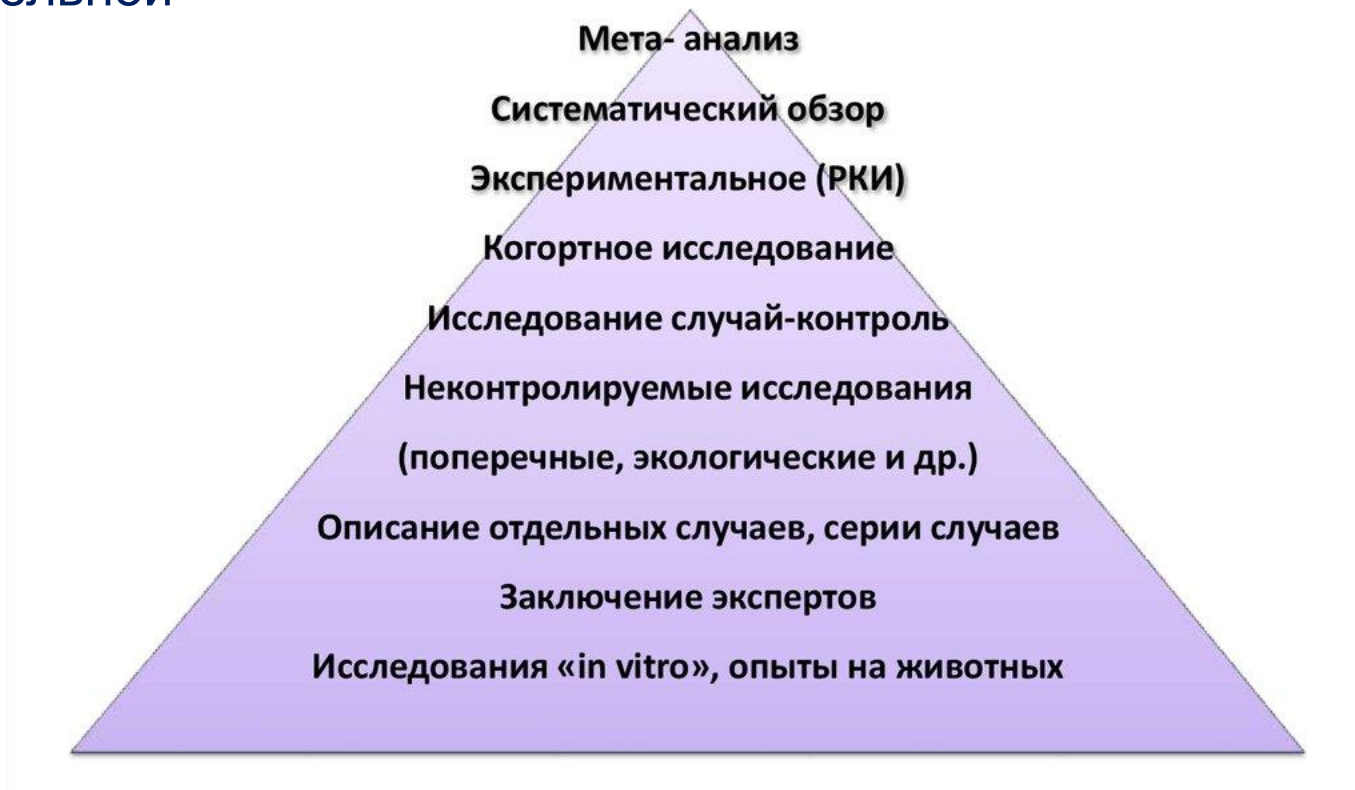 Мета- анализ
Систематический обзор
Экспериментальное (РКИ)
Когортное исследование
Исследование случай-контроль
Неконтролируемые исследования
(поперечные, экологические и др.)
Описание отдельных случаев, серии случаев
Заключение экспертов
Исследования «in vitro», опыты на животных